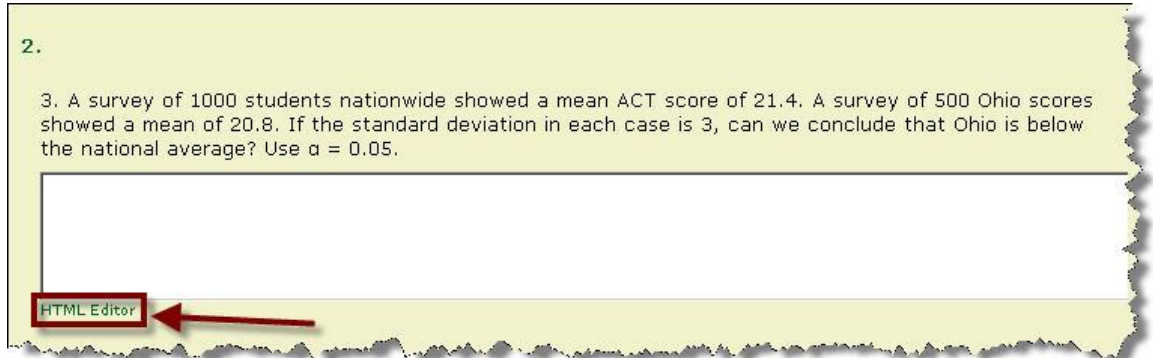 2.
3. A survey of 1000 students nationwide showed a mean ACT score of 21.4. A survey of 500 Ohio scores
showed a mean of 20.8. If the standard deviation in each case is 3, can we conclude that Ohio is below
the national average? Use α = 0.05.
HTML Editor